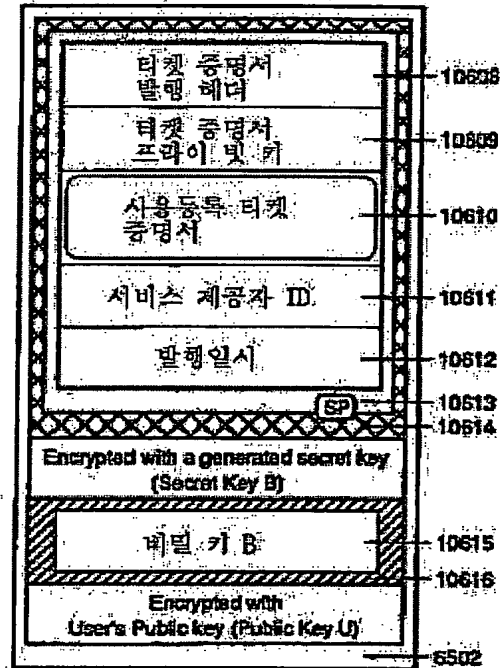 티켓 증명서
발행 헤더
10608
티켓 증명서
프라이빗 키
10609
사용등록 티켓
증명서
10610
서비스 제공자 ID
10611
발행일시
10612
SP
10613
10614
Encrypted with a generated secret key
(Secret Key B)
비밀 키 B
10615
10616
Encrypted with
User's Public key (Public Key U)
6502